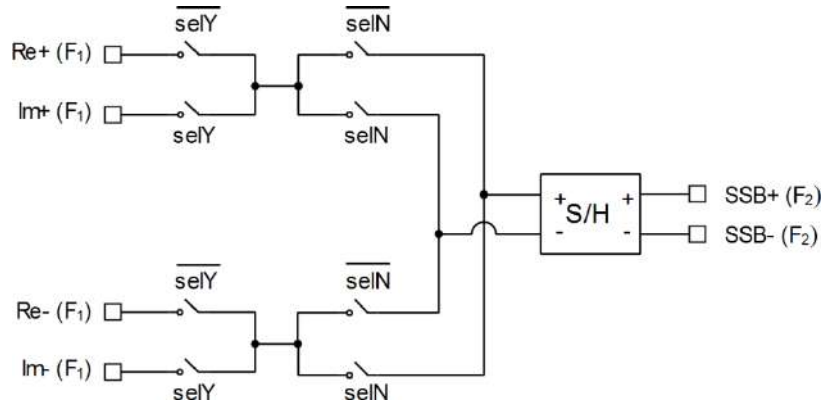 selY selN
Re+ (F₁)
Im+ (F₁)
selY selN
+ + SSB+ (F₂)
S/H
- - SSB- (F₂)
selY selN
Re- (F₁)
Im- (F₁)
selY selN